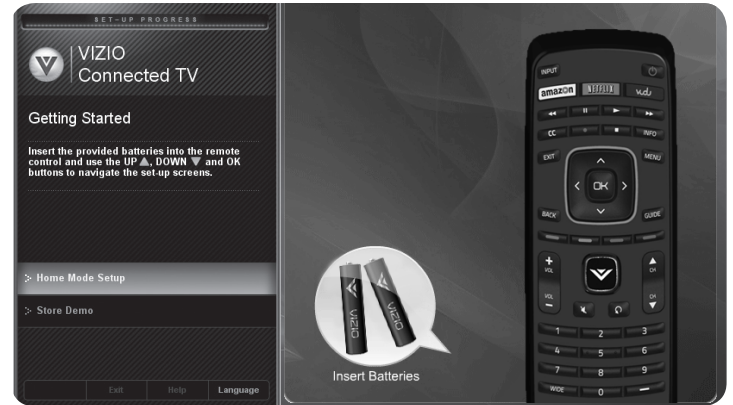 SET-UP PROGRESS
VIZIO
Connected TV
Getting Started
Insert the provided batteries into the remote
control and use the UP ▲, DOWN ▼ and OK
buttons to navigate the set-up screens.
> Home Mode Setup
> Store Demo
Exit Help Language
VIZIO VIZIO
Insert Batteries
INPUT
amazon NETFLIX vudu
CC INFO
EXIT MENU
OK
BACK GUIDE
+
VOL CH
VOL CH
−
1 2 3
4 5 6
7 8 9
WIDE 0 —